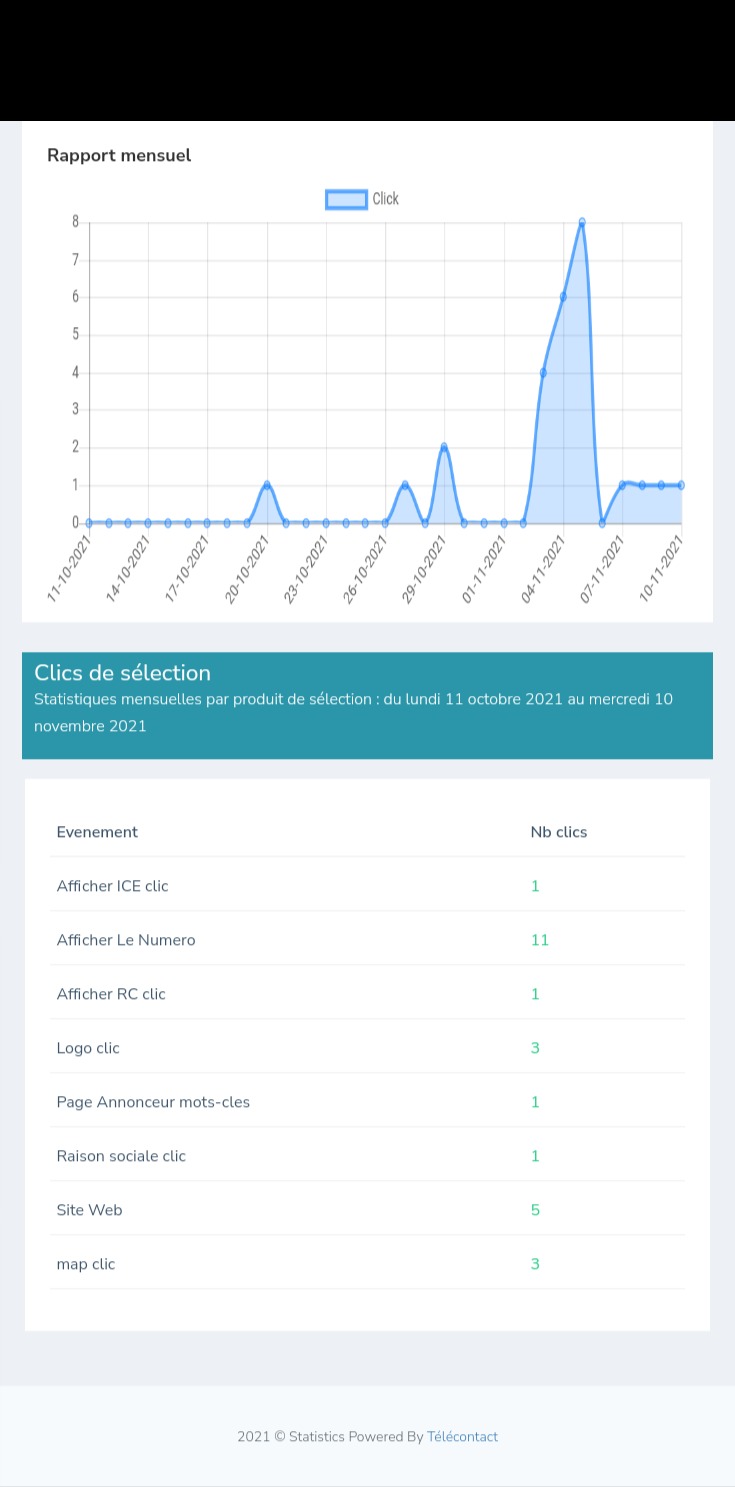 Rapport mensuel
Click
8
7
6
5
4
3
2
1
0
11-10-2021
14-10-2021
17-10-2021
20-10-2021
23-10-2021
26-10-2021
29-10-2021
01-11-2021
04-11-2021
07-11-2021
10-11-2021
Clics de sélection
Statistiques mensuelles par produit de sélection : du lundi 11 octobre 2021 au mercredi 10
novembre 2021
Evenement Nb clics
Afficher ICE clic 1
Afficher Le Numero 11
Afficher RC clic 1
Logo clic 3
Page Annonceur mots-cles 1
Raison sociale clic 1
Site Web 5
map clic 3
2021 © Statistics Powered By Télécontact